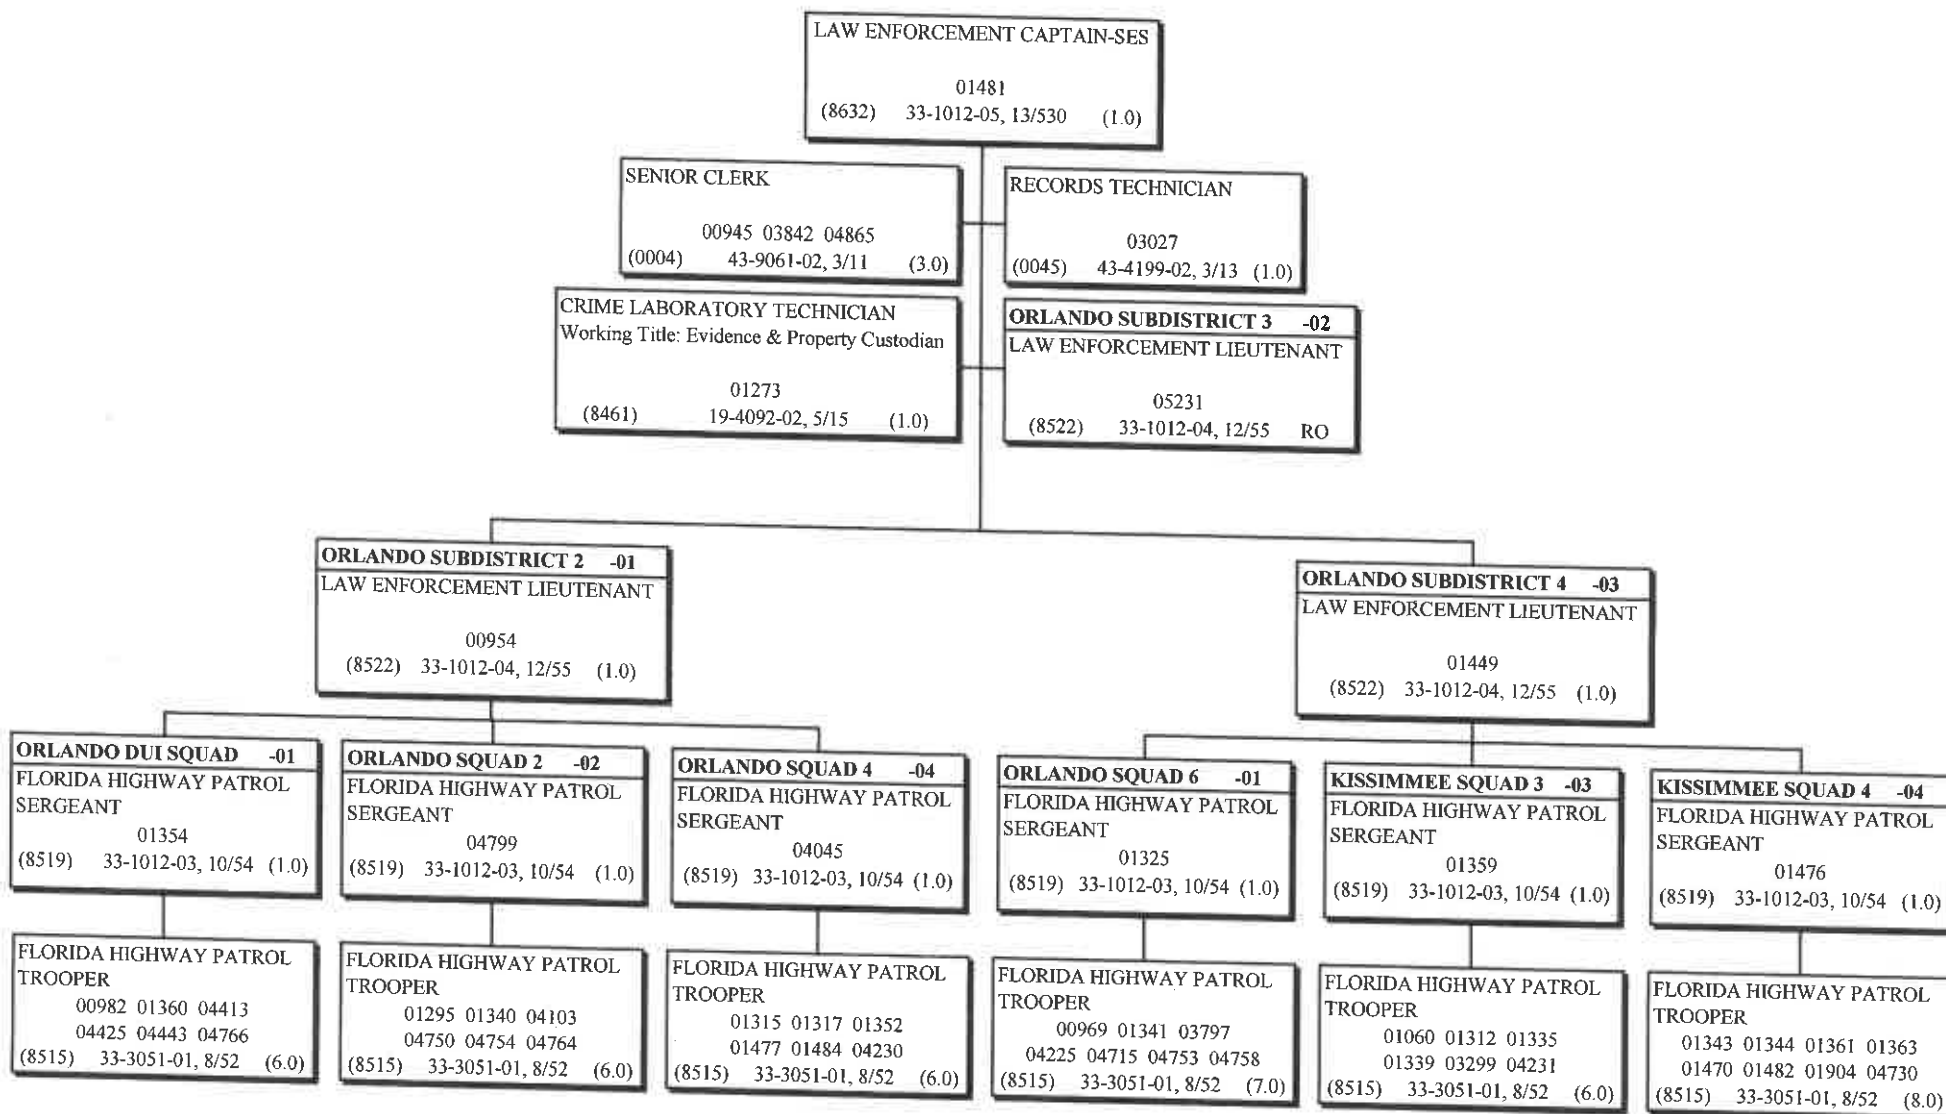 LAW ENFORCEMENT CAPTAIN-SES
01481
(8632) 33-1012-05, 13/530 (1.0)
SENIOR CLERK
00945 03842 04865
(0004) 43-9061-02, 3/11 (3.0)
RECORDS TECHNICIAN
03027
(0045) 43-4199-02, 3/13 (1.0)
CRIME LABORATORY TECHNICIAN
Working Title: Evidence & Property Custodian
01273
(8461) 19-4092-02, 5/15 (1.0)
ORLANDO SUBDISTRICT 3 -02
LAW ENFORCEMENT LIEUTENANT
05231
(8522) 33-1012-04, 12/55 RO
ORLANDO SUBDISTRICT 2 -01
LAW ENFORCEMENT LIEUTENANT
00954
(8522) 33-1012-04, 12/55 (1.0)
ORLANDO SUBDISTRICT 4 -03
LAW ENFORCEMENT LIEUTENANT
01449
(8522) 33-1012-04, 12/55 (1.0)
ORLANDO DUI SQUAD -01
FLORIDA HIGHWAY PATROL
SERGEANT
01354
(8519) 33-1012-03, 10/54 (1.0)
ORLANDO SQUAD 2 -02
FLORIDA HIGHWAY PATROL
SERGEANT
04799
(8519) 33-1012-03, 10/54 (1.0)
ORLANDO SQUAD 4 -04
FLORIDA HIGHWAY PATROL
SERGEANT
04045
(8519) 33-1012-03, 10/54 (1.0)
ORLANDO SQUAD 6 -01
FLORIDA HIGHWAY PATROL
SERGEANT
01325
(8519) 33-1012-03, 10/54 (1.0)
KISSIMMEE SQUAD 3 -03
FLORIDA HIGHWAY PATROL
SERGEANT
01359
(8519) 33-1012-03, 10/54 (1.0)
KISSIMMEE SQUAD 4 -04
FLORIDA HIGHWAY PATROL
SERGEANT
01476
(8519) 33-1012-03, 10/54 (1.0)
FLORIDA HIGHWAY PATROL
TROOPER
00982 01360 04413
04425 04443 04766
(8515) 33-3051-01, 8/52 (6.0)
FLORIDA HIGHWAY PATROL
TROOPER
01295 01340 04103
04750 04754 04764
(8515) 33-3051-01, 8/52 (6.0)
FLORIDA HIGHWAY PATROL
TROOPER
01315 01317 01352
01477 01484 04230
(8515) 33-3051-01, 8/52 (6.0)
FLORIDA HIGHWAY PATROL
TROOPER
00969 01341 03797
04225 04715 04753 04758
(8515) 33-3051-01, 8/52 (7.0)
FLORIDA HIGHWAY PATROL
TROOPER
01060 01312 01335
01339 03299 04231
(8515) 33-3051-01, 8/52 (6.0)
FLORIDA HIGHWAY PATROL
TROOPER
01343 01344 01361 01363
01470 01482 01904 04730
(8515) 33-3051-01, 8/52 (8.0)